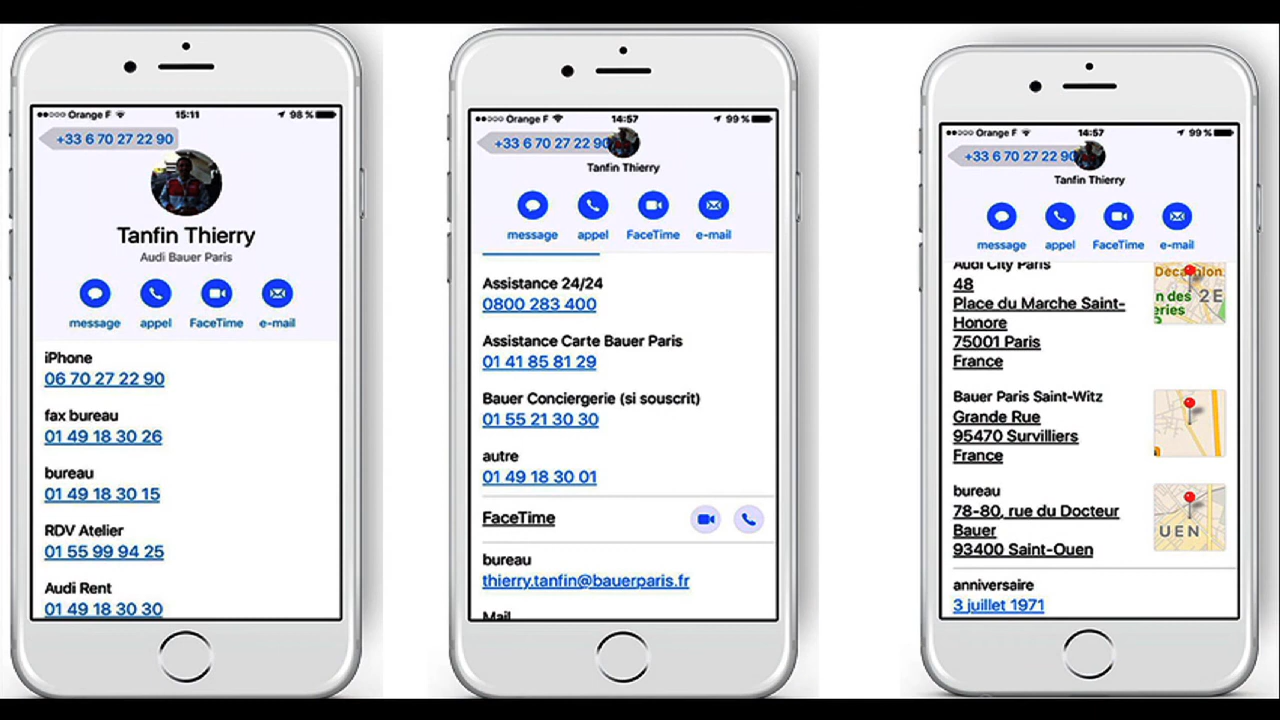 Orange F 15:11 98 %
+33 6 70 27 22 90
Tanfin Thierry
Audi Bauer Paris
message appel FaceTime e-mail
iPhone
06 70 27 22 90
fax bureau
01 49 18 30 26
bureau
01 49 18 30 15
RDV Atelier
01 55 99 94 25
Audi Rent
01 49 18 30 30
Orange F 14:57 99 %
+33 6 70 27 22 90
Tanfin Thierry
message appel FaceTime e-mail
Assistance 24/24
0800 283 400
Assistance Carte Bauer Paris
01 41 85 81 29
Bauer Conciergerie (si souscrit)
01 55 21 30 30
autre
01 49 18 30 01
FaceTime
bureau
thierry.tanfin@bauerparis.fr
Mail
Orange F 14:57 99 %
+33 6 70 27 22 90
Tanfin Thierry
message appel FaceTime e-mail
Audi City Paris
48
Place du Marche Saint-
Honore
75001 Paris
France
n des 2E
eries
Bauer Paris Saint-Witz
Grande Rue
95470 Survilliers
France
bureau
78-80, rue du Docteur
Bauer
93400 Saint-Ouen
UEN
anniversaire
3 juillet 1971